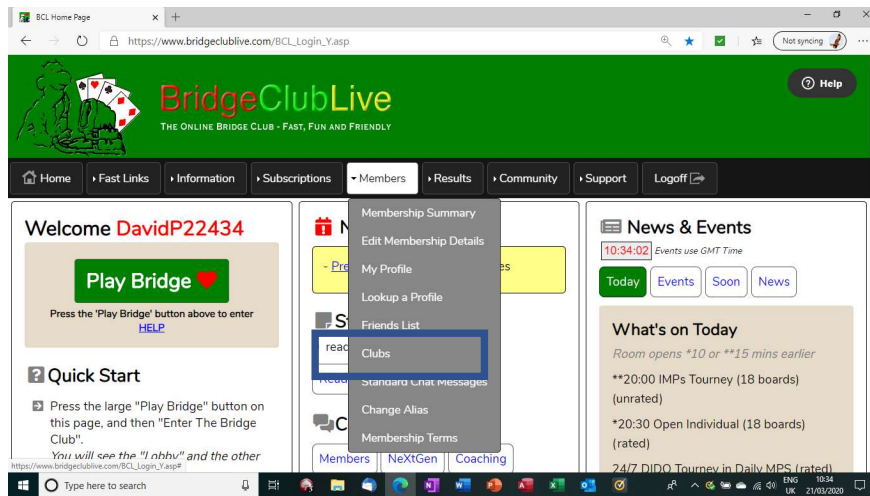 BCL Home Page
https://www.bridgeclublive.com/BCL_Login_Y.asp
Not syncing
BridgeClubLive
THE ONLINE BRIDGE CLUB - FAST, FUN AND FRIENDLY
Help
Home
Fast Links
Information
Subscriptions
Members
Results
Community
Support
Logoff
Welcome DavidP22434
Play Bridge
Press the 'Play Bridge' button above to enter
HELP
Quick Start
Press the large "Play Bridge" button on
this page, and then "Enter The Bridge
Club".
You will see the "Lobby" and the other
https://www.bridgeclublive.com/BCL_Login_Y.asp#
Membership Summary
Edit Membership Details
My Profile
Lookup a Profile
Friends List
Clubs
Standard Chat Messages
Change Alias
Membership Terms
N
- Pre
es
S
read
C
Members
NeXtGen
Coaching
News & Events
10:34:02 Events use GMT Time
Today
Events
Soon
News
What's on Today
Room opens *10 or **15 mins earlier
**20:00 IMPs Tourney (18 boards)
(unrated)
*20:30 Open Individual (18 boards)
(rated)
24/7 DIDO Tourney in Daily MPS (rated)
Type here to search
ENG
UK
10:34
21/03/2020